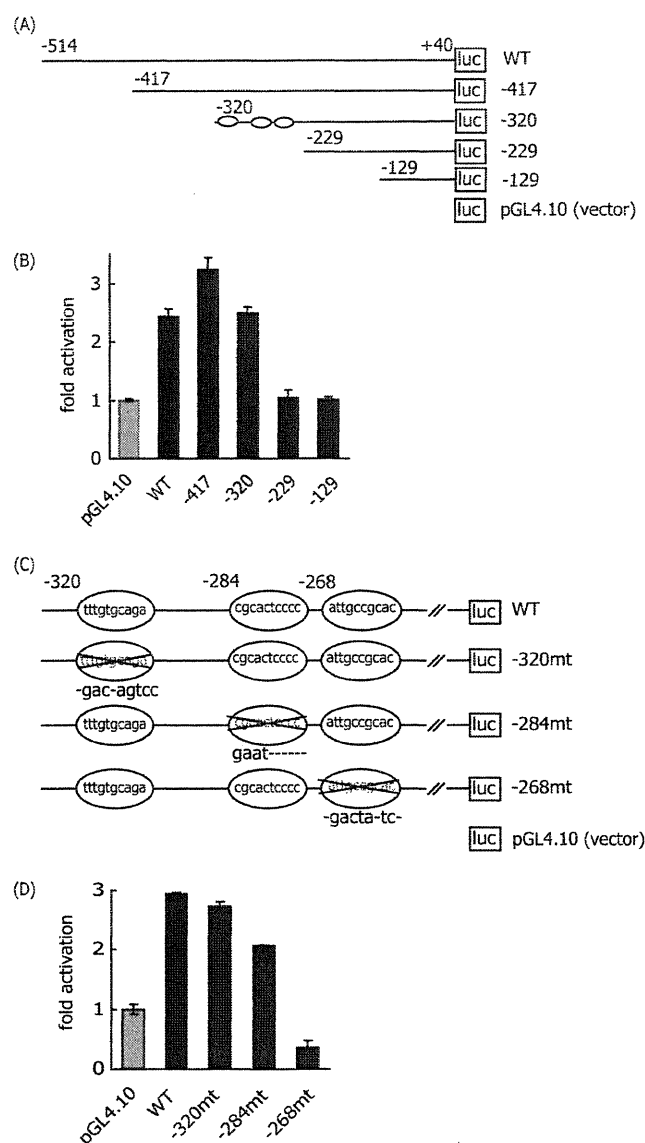 (A)
-514 +40 luc WT
-417 luc -417
-320 luc -320
-229 luc -229
-129 luc -129
luc pGL4.10 (vector)
(B)
fold activation
3
2
1
0
pGL4.10 WT -417 -320 -229 -129
(C)
-320 -284 -268
tttgtgcaga cgcactcccc attgccgcac // luc WT
cgcactcccc attgccgcac // luc -320mt
-gac-agtcc
tttgtgcaga attgccgcac // luc -284mt
gaat------
tttgtgcaga cgcactcccc // luc -268mt
-gacta-tc-
luc pGL4.10 (vector)
(D)
fold activation
3
2
1
0
pGL4.10 WT -320mt -284mt -268mt